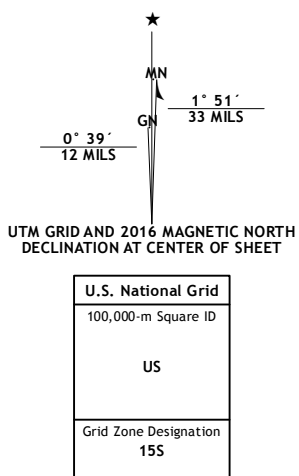 ★
MN
1° 51´
33 MILS
GN
0° 39´
12 MILS
UTM GRID AND 2016 MAGNETIC NORTH
DECLINATION AT CENTER OF SHEET
U.S. National Grid
100,000-m Square ID
US
Grid Zone Designation
15S